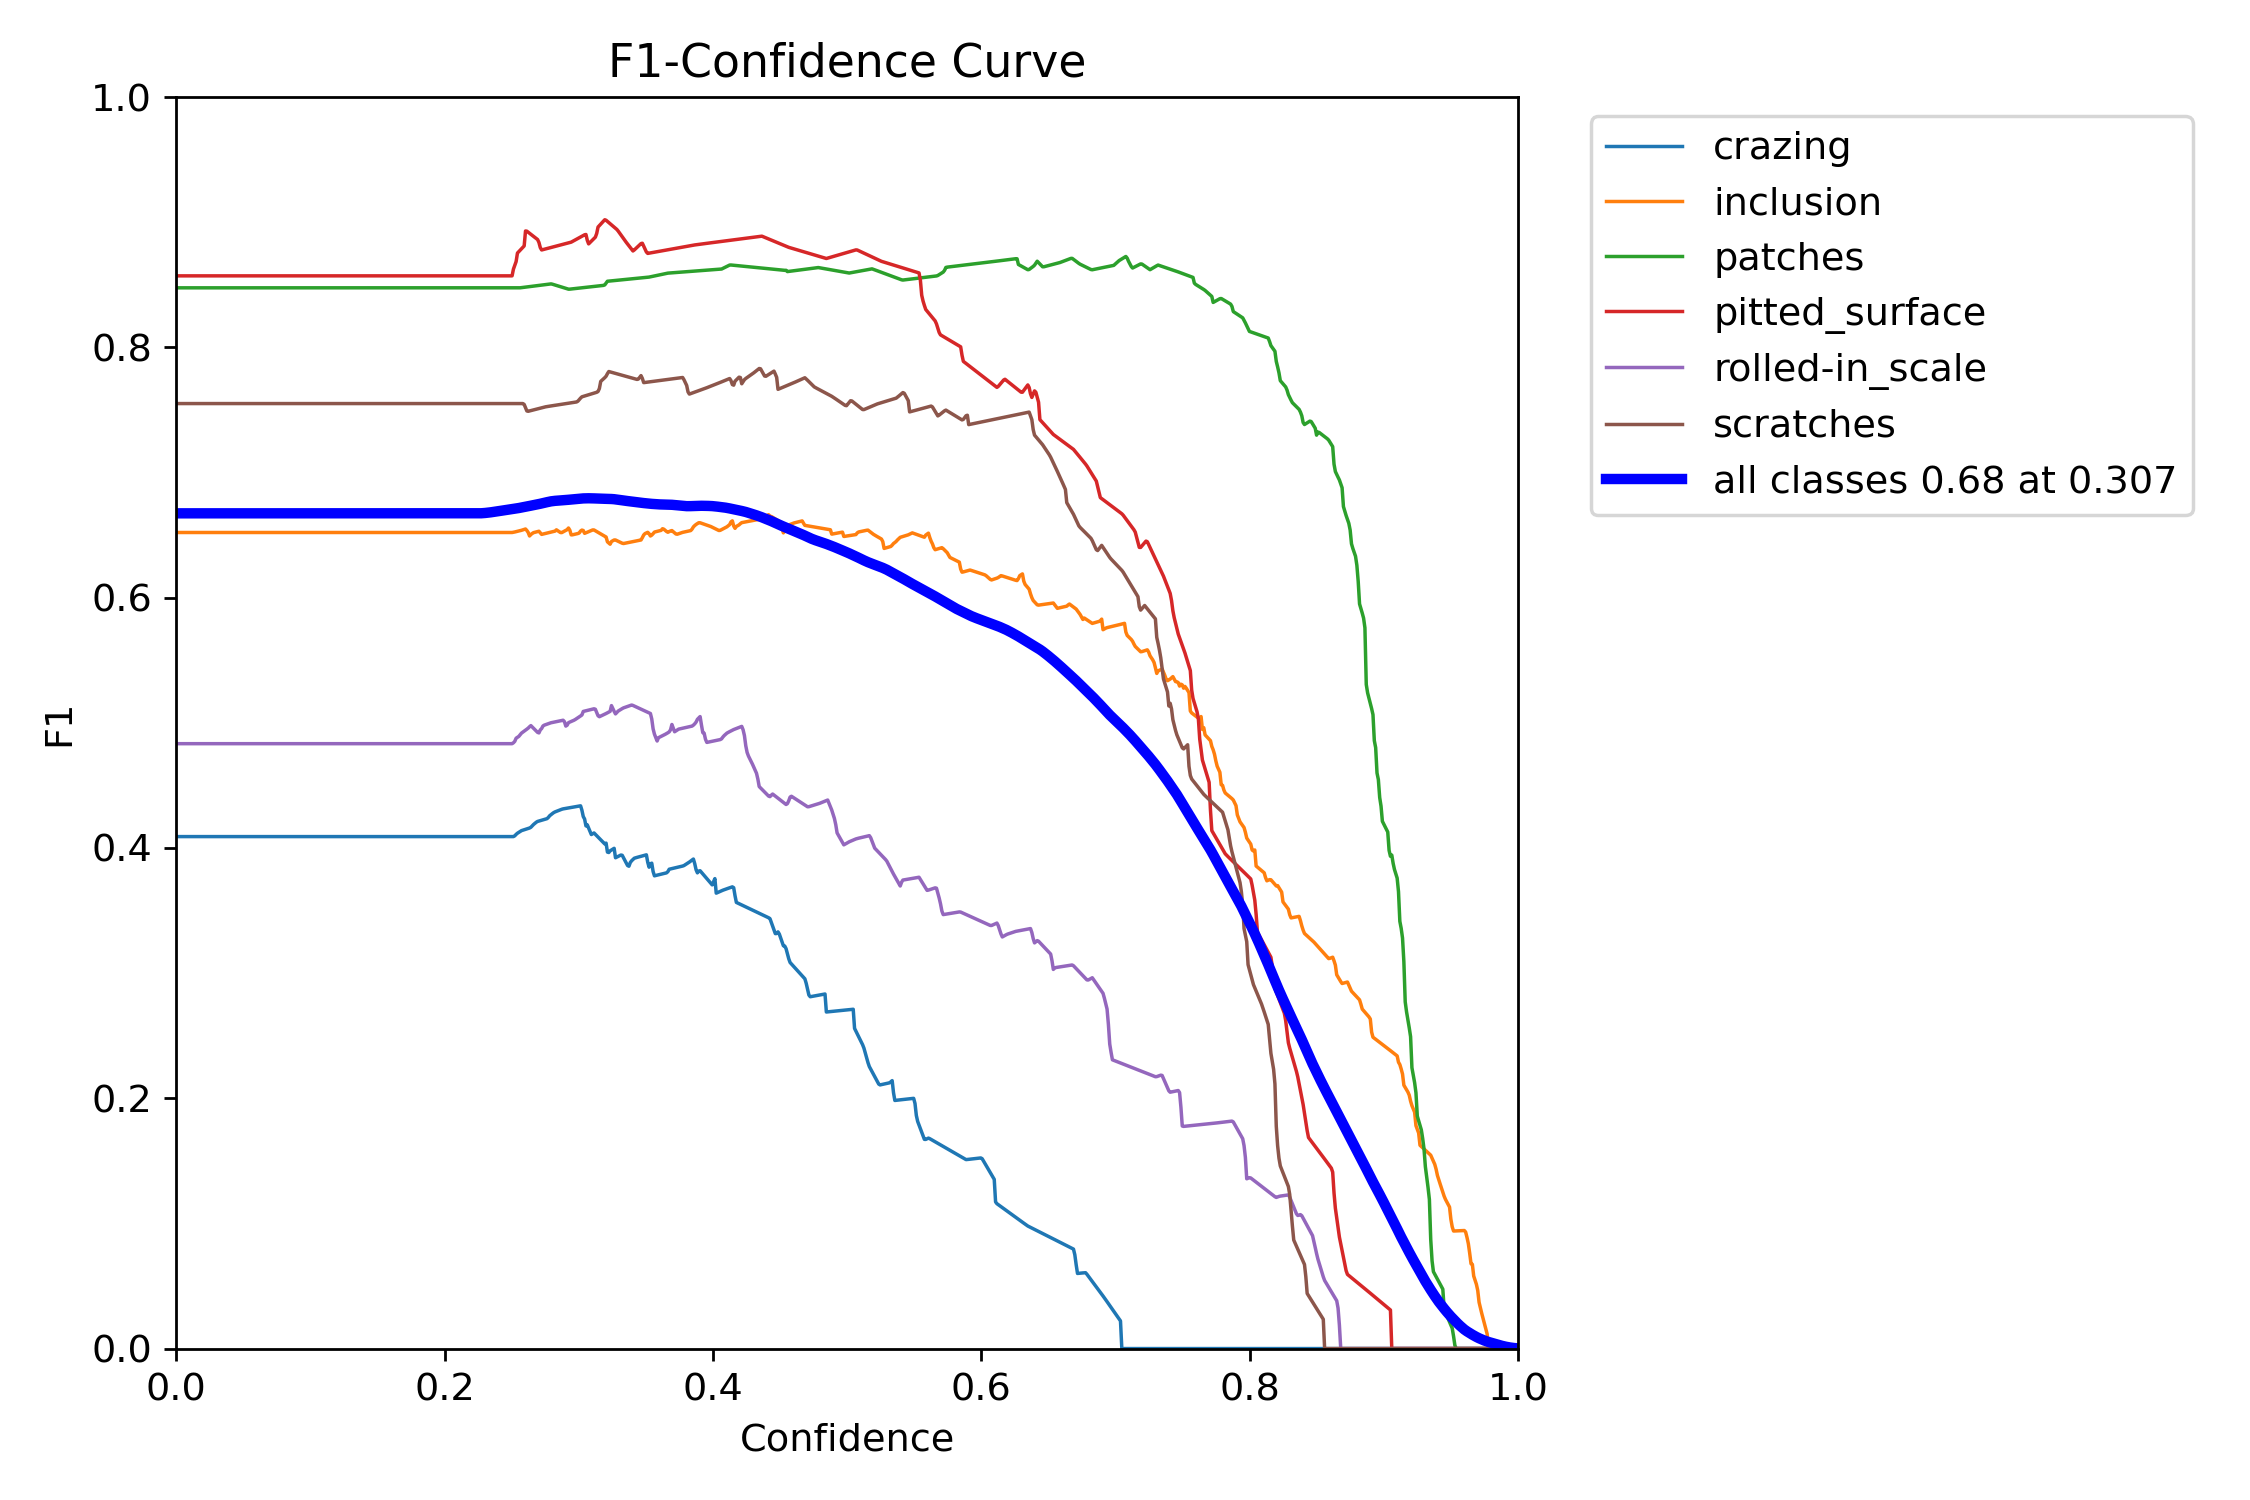 F1-Confidence Curve
1.0
0.8
0.6
0.4
0.2
0.0
F1
0.0 0.2 0.4 0.6 0.8 1.0
Confidence
crazing
inclusion
patches
pitted_surface
rolled-in_scale
scratches
all classes 0.68 at 0.307